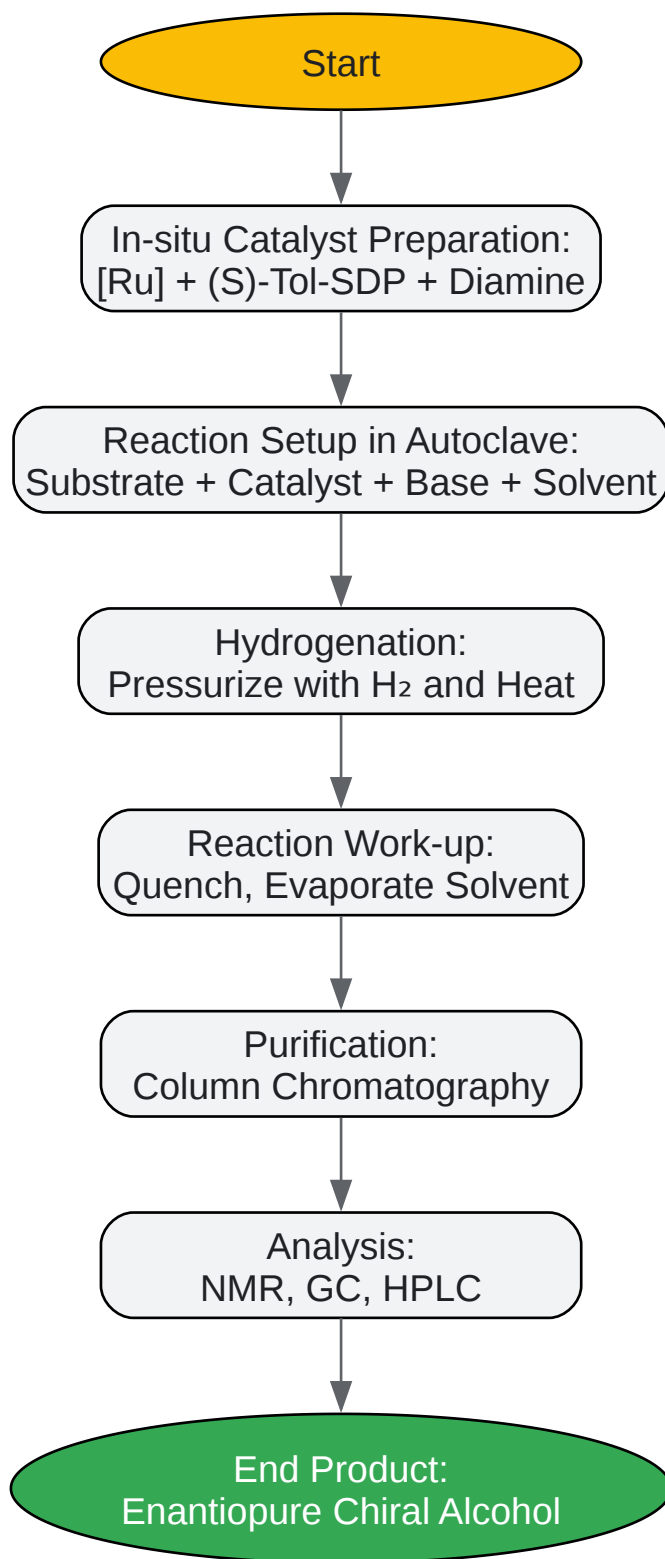 Start
In-situ Catalyst Preparation:
[Ru] + (S)-Tol-SDP + Diamine
Reaction Setup in Autoclave:
Substrate + Catalyst + Base + Solvent
Hydrogenation:
Pressurize with H₂ and Heat
Reaction Work-up:
Quench, Evaporate Solvent
Purification:
Column Chromatography
Analysis:
NMR, GC, HPLC
End Product:
Enantiopure Chiral Alcohol